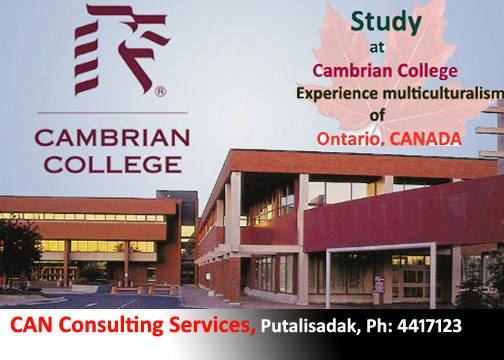 Study
at
Cambrian College
Experience multiculturalism
of
Ontario, CANADA
®
CAMBRIAN
COLLEGE
CAN Consulting Services, Putalisadak, Ph: 4417123